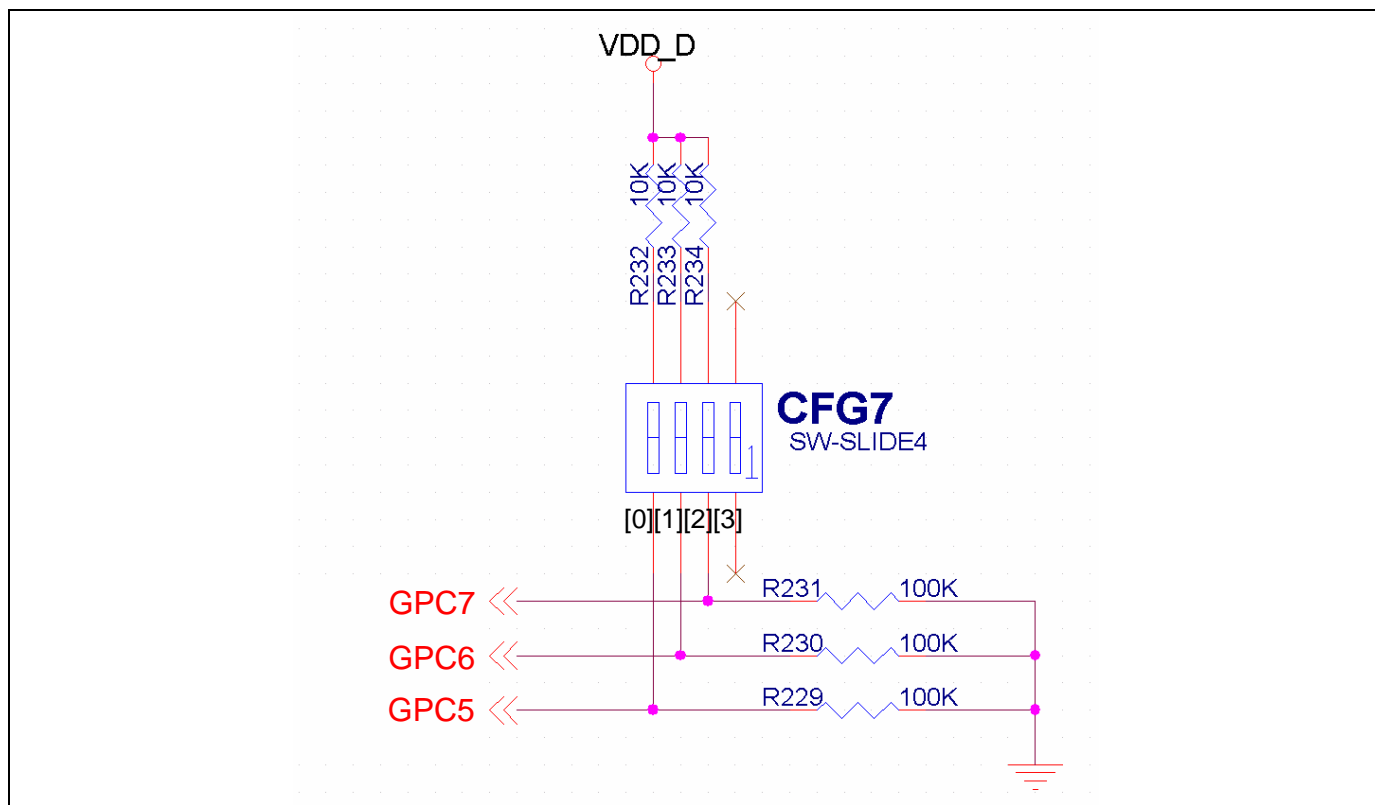 VDD_D
10K 10K 10K
R232 R233 R234
CFG7
SW-SLIDE4
1
[0][1][2][3]
GPC7 R231 100K
GPC6 R230 100K
GPC5 R229 100K